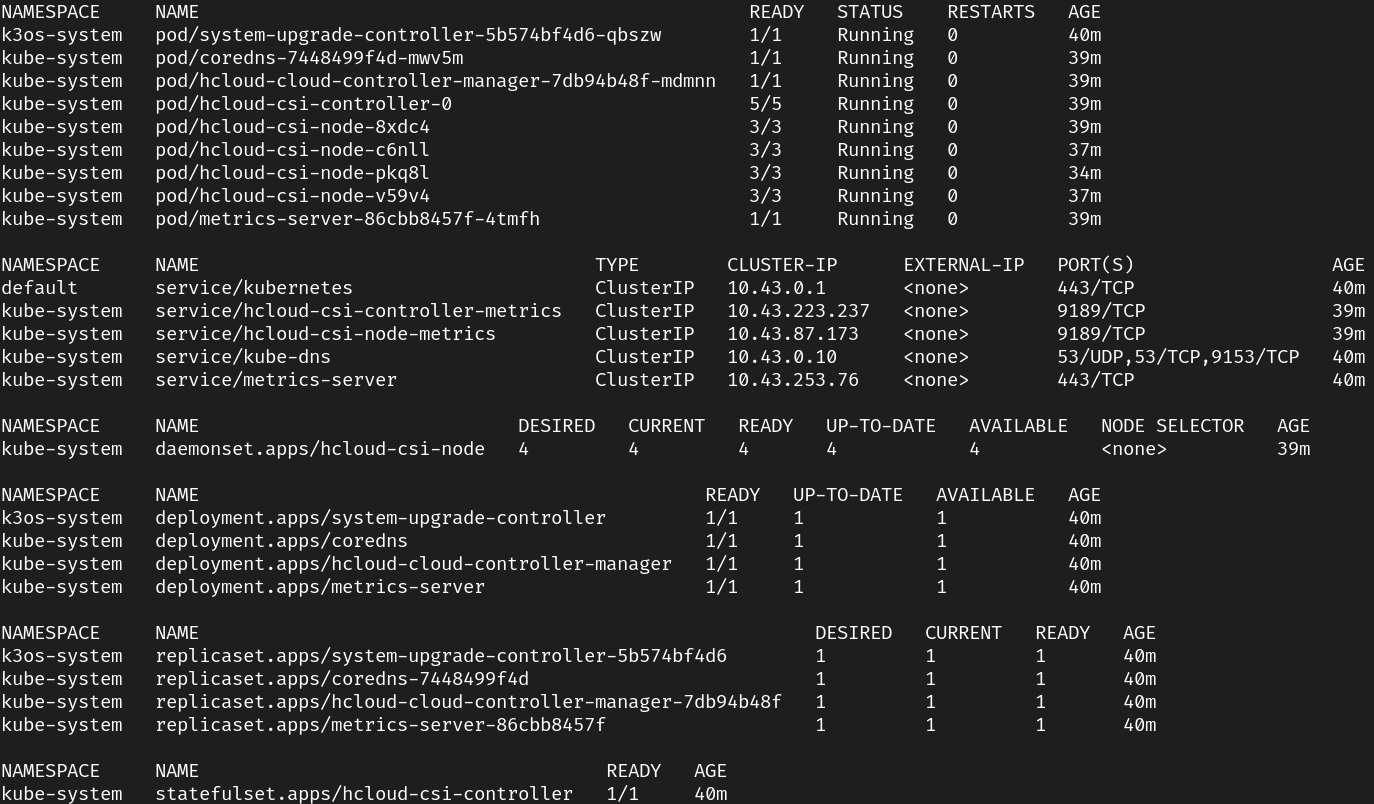 NAMESPACE     NAME                                                  READY   STATUS    RESTARTS   AGE
k3os-system   pod/system-upgrade-controller-5b574bf4d6-qbszw        1/1     Running   0          40m
kube-system   pod/coredns-7448499f4d-mwv5m                          1/1     Running   0          39m
kube-system   pod/hcloud-cloud-controller-manager-7db94b48f-mdmnn   1/1     Running   0          39m
kube-system   pod/hcloud-csi-controller-0                           5/5     Running   0          39m
kube-system   pod/hcloud-csi-node-8xdc4                             3/3     Running   0          39m
kube-system   pod/hcloud-csi-node-c6nll                             3/3     Running   0          37m
kube-system   pod/hcloud-csi-node-pkq8l                             3/3     Running   0          34m
kube-system   pod/hcloud-csi-node-v59v4                             3/3     Running   0          37m
kube-system   pod/metrics-server-86cbb8457f-4tmfh                   1/1     Running   0          39m

NAMESPACE     NAME                                    TYPE        CLUSTER-IP      EXTERNAL-IP   PORT(S)                  AGE
default       service/kubernetes                      ClusterIP   10.43.0.1       <none>        443/TCP                  40m
kube-system   service/hcloud-csi-controller-metrics   ClusterIP   10.43.223.237   <none>        9189/TCP                 39m
kube-system   service/hcloud-csi-node-metrics         ClusterIP   10.43.87.173    <none>        9189/TCP                 39m
kube-system   service/kube-dns                        ClusterIP   10.43.0.10      <none>        53/UDP,53/TCP,9153/TCP   40m
kube-system   service/metrics-server                  ClusterIP   10.43.253.76    <none>        443/TCP                  40m

NAMESPACE     NAME                             DESIRED   CURRENT   READY   UP-TO-DATE   AVAILABLE   NODE SELECTOR   AGE
kube-system   daemonset.apps/hcloud-csi-node   4         4         4       4            4           <none>          39m

NAMESPACE     NAME                                              READY   UP-TO-DATE   AVAILABLE   AGE
k3os-system   deployment.apps/system-upgrade-controller         1/1     1            1           40m
kube-system   deployment.apps/coredns                           1/1     1            1           40m
kube-system   deployment.apps/hcloud-cloud-controller-manager   1/1     1            1           40m
kube-system   deployment.apps/metrics-server                    1/1     1            1           40m

NAMESPACE     NAME                                                        DESIRED   CURRENT   READY   AGE
k3os-system   replicaset.apps/system-upgrade-controller-5b574bf4d6        1         1         1       40m
kube-system   replicaset.apps/coredns-7448499f4d                          1         1         1       40m
kube-system   replicaset.apps/hcloud-cloud-controller-manager-7db94b48f   1         1         1       40m
kube-system   replicaset.apps/metrics-server-86cbb8457f                   1         1         1       40m

NAMESPACE     NAME                                     READY   AGE
kube-system   statefulset.apps/hcloud-csi-controller   1/1     40m